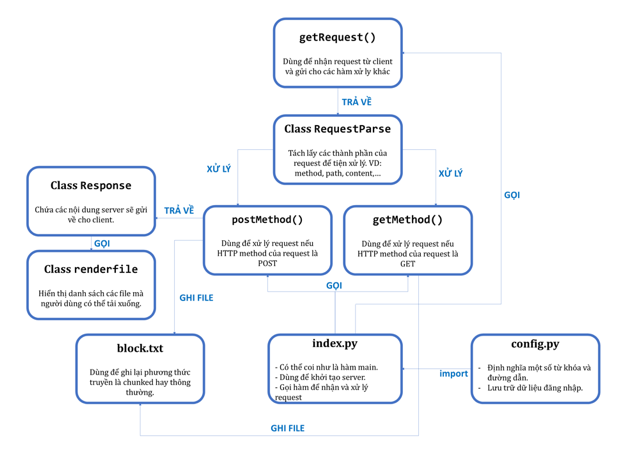 getRequest()
Dùng để nhận request từ client
và gửi cho các hàm xử ly khác
TRẢ VỀ
Class RequestParse
Tách lấy các thành phần của
request để tiện xử lý. VD:
method, path, content,...
XỬ LÝ
XỬ LÝ
GỌI
Class Response
Chứa các nội dung server sẽ gửi
về cho client.
TRẢ VỀ
postMethod()
Dùng để xử lý request nếu
HTTP method của request là
POST
getMethod()
Dùng để xử lý request nếu
HTTP method của request là
GET
GỌI
Class renderfile
Hiển thị danh sách các file mà
người dùng có thể tải xuống.
GHI FILE
GỌI
block.txt
Dùng để ghi lại phương thức
truyền là chunked hay thông
thường.
index.py
- Có thể coi như là hàm main.
- Dùng để khởi tạo server.
- Gọi hàm để nhận và xử lý
request
import
config.py
- Định nghĩa một số từ khóa và
đường dẫn.
- Lưu trữ dữ liệu đăng nhập.
GHI FILE